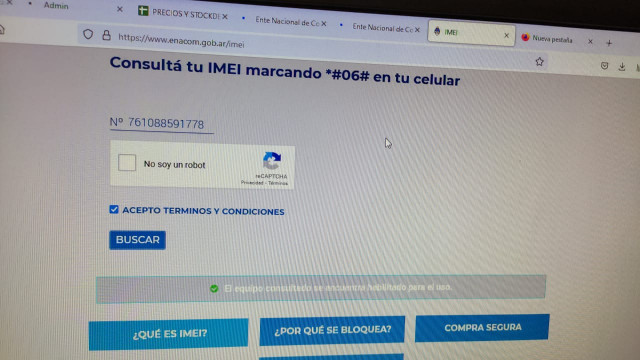 Admin
PRECIOS Y STOCKDE
Ente Nacional de Co
Ente Nacional de Co
IMEI
Nueva pestaña
https://www.enacom.gob.ar/imei
Consultá tu IMEI marcando *#06# en tu celular
Nº 761088591778
No soy un robot
reCAPTCHA
Privacidad - Términos
ACEPTO TERMINOS Y CONDICIONES
BUSCAR
El equipo consultado se encuentra habilitado para el uso.
¿QUÉ ES IMEI?
¿POR QUÉ SE BLOQUEA?
COMPRA SEGURA